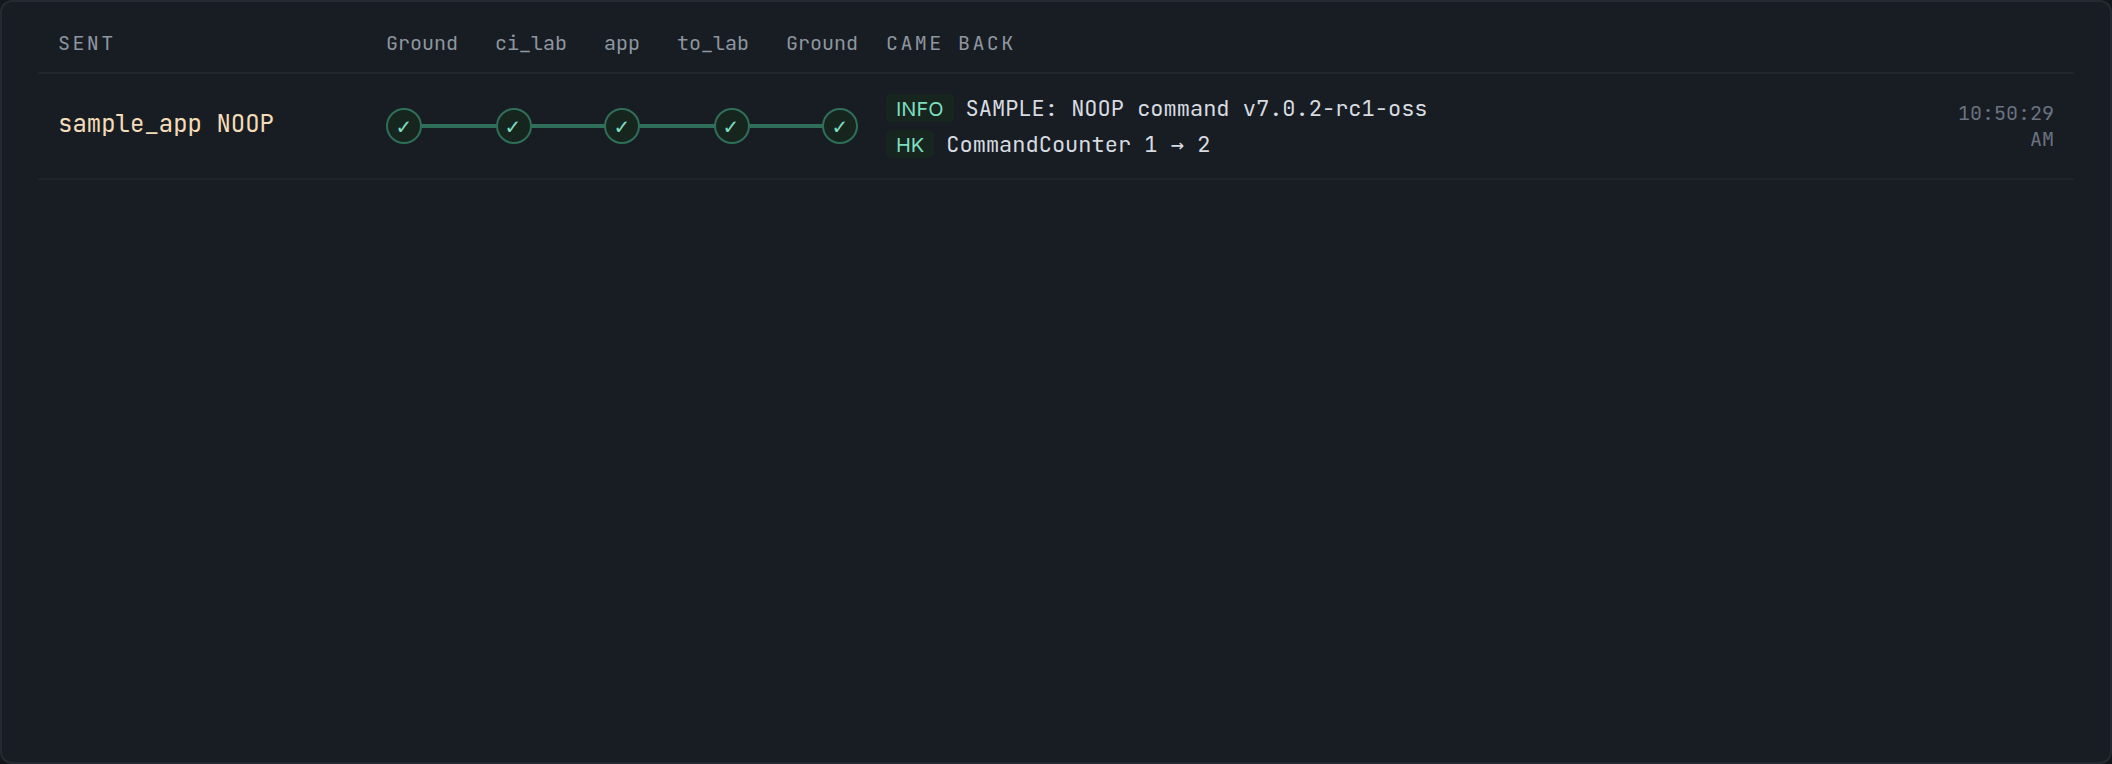 SENT Ground ci_lab app to_lab Ground CAME BACK
sample_app NOOP ✓ ✓ ✓ ✓ ✓ INFO SAMPLE: NOOP command v7.0.2-rc1-oss 10:50:29 AM
HK CommandCounter 1 → 2